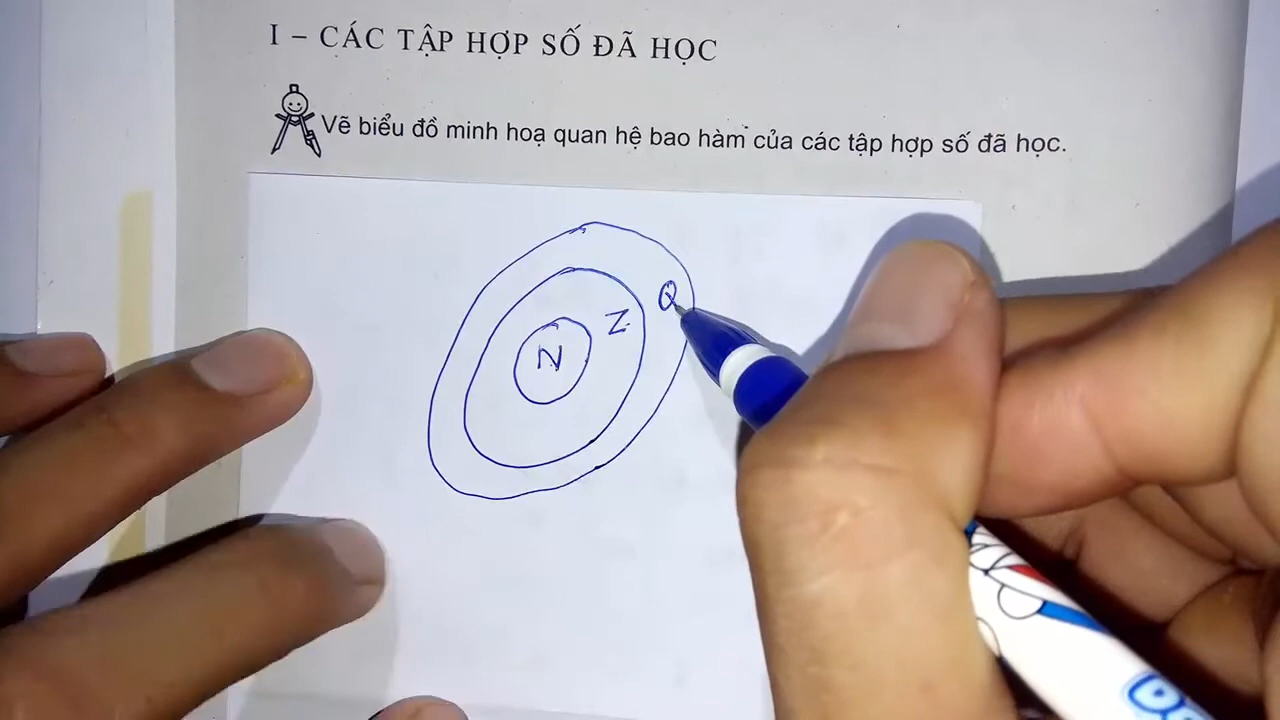 I – CÁC TẬP HỢP SỐ ĐÃ HỌC
Vẽ biểu đồ minh hoạ quan hệ bao hàm của các tập hợp số đã học.
Q
Z
N